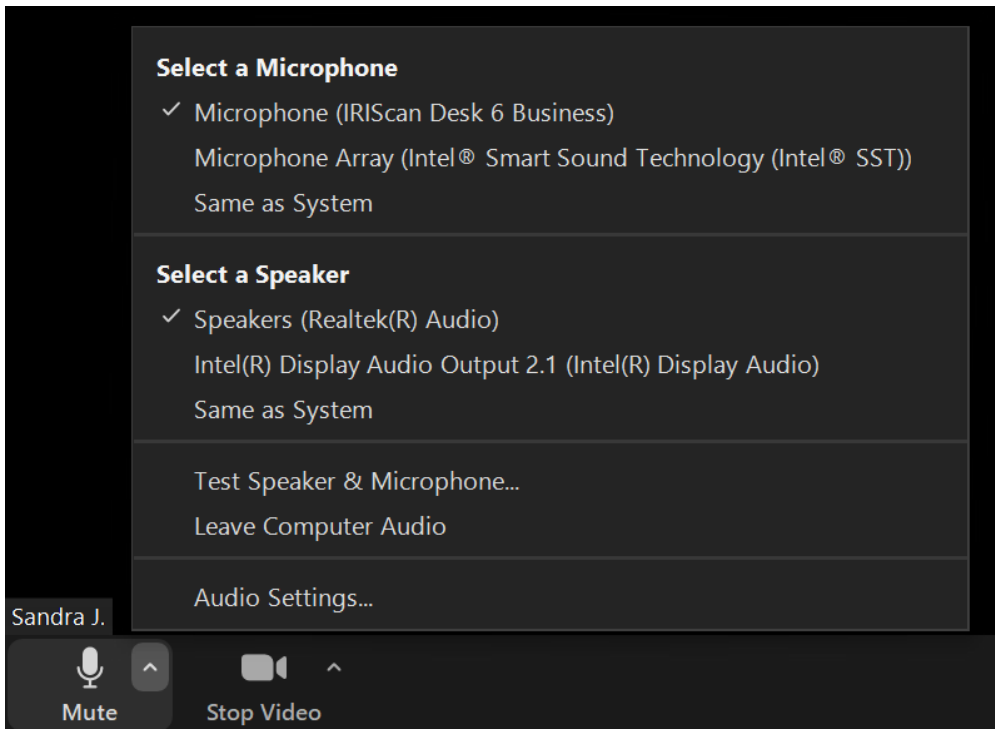 Select a Microphone
✓ Microphone (IRIScan Desk 6 Business)
Microphone Array (Intel® Smart Sound Technology (Intel® SST))
Same as System
Select a Speaker
✓ Speakers (Realtek(R) Audio)
Intel(R) Display Audio Output 2.1 (Intel(R) Display Audio)
Same as System
Test Speaker & Microphone...
Leave Computer Audio
Audio Settings...
Sandra J.
Mute Stop Video